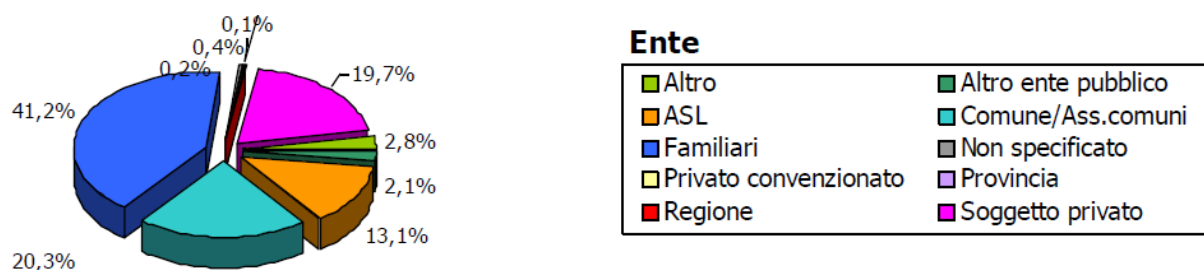 0,1%
0,4%
0,2%
19,7%
41,2%
2,8%
2,1%
13,1%
20,3%
Ente
Altro
Altro ente pubblico
ASL
Comune/Ass.comuni
Familiari
Non specificato
Privato convenzionato
Provincia
Regione
Soggetto privato